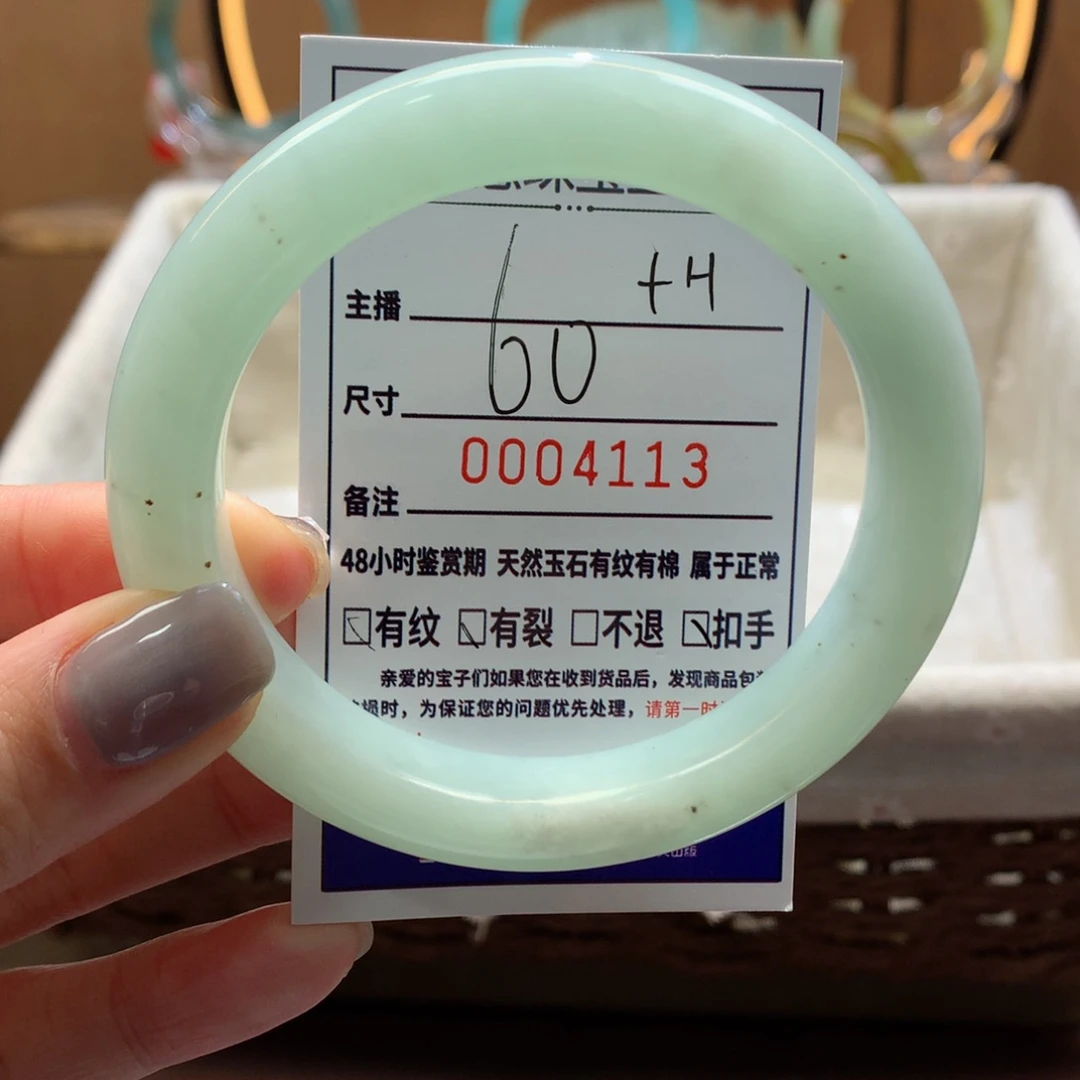 +H
主播
60
尺寸
0004113
备注
48小时鉴赏期 天然玉石有纹有棉 属于正常
☑有纹 ☑有裂 ☐不退 ☑扣手
亲爱的宝子们如果您在收到货品后，发现商品包
损时，为保证您的问题优先处理，请第一时